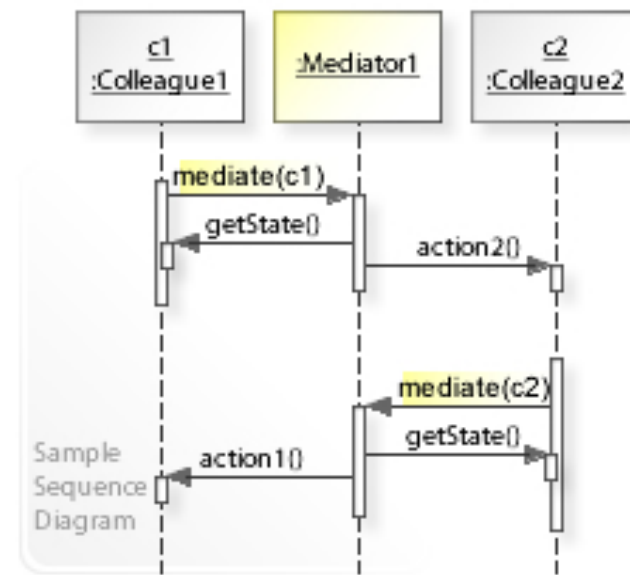 c1
:Colleague1
:Mediator1
c2
:Colleague2
mediate(c1)
getState()
action2()
mediate(c2)
getState()
action1()
Sample
Sequence
Diagram